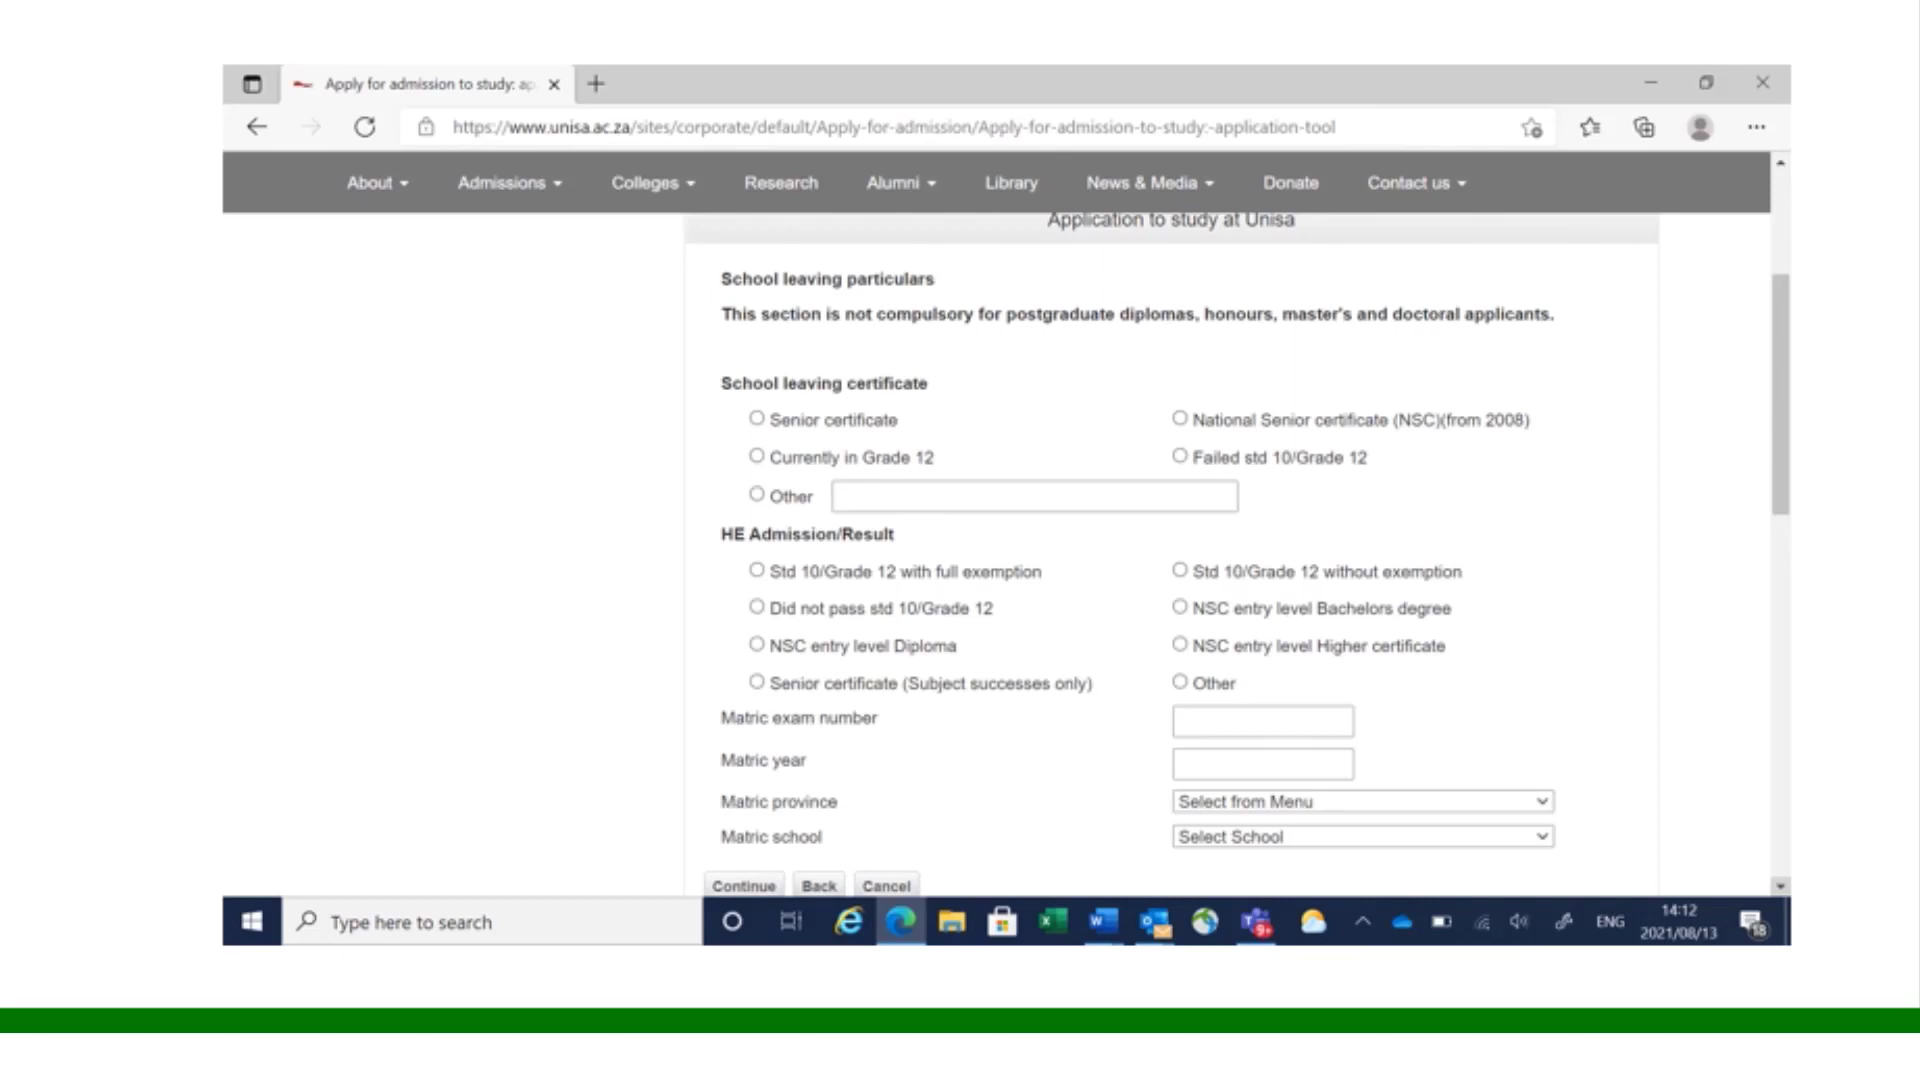 Apply for admission to study: ap
https://www.unisa.ac.za/sites/corporate/default/Apply-for-admission/Apply-for-admission-to-study:-application-tool
About Admissions Colleges Research Alumni Library News & Media Donate Contact us
Application to study at Unisa
School leaving particulars
This section is not compulsory for postgraduate diplomas, honours, master's and doctoral applicants.
School leaving certificate
Senior certificate National Senior certificate (NSC)(from 2008)
Currently in Grade 12 Failed std 10/Grade 12
Other
HE Admission/Result
Std 10/Grade 12 with full exemption Std 10/Grade 12 without exemption
Did not pass std 10/Grade 12 NSC entry level Bachelors degree
NSC entry level Diploma NSC entry level Higher certificate
Senior certificate (Subject successes only) Other
Matric exam number
Matric year
Matric province Select from Menu
Matric school Select School
Continue Back Cancel
Type here to search 9+ ENG 14:12 18
2021/08/13